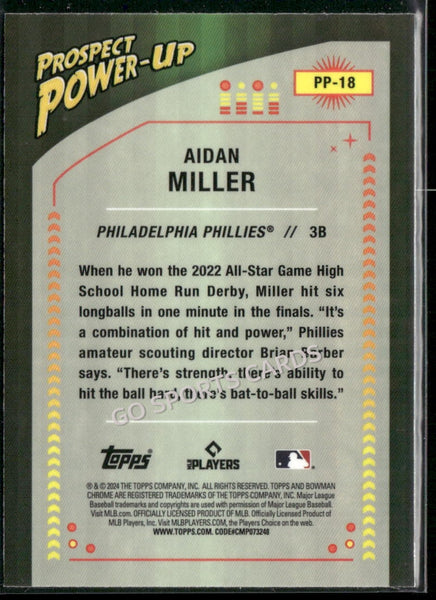 PROSPECT
POWER-UP
PP-18
AIDAN
MILLER
PHILADELPHIA PHILLIES® // 3B
When he won the 2022 All-Star Game High
School Home Run Derby, Miller hit six
longballs in one minute in the finals. “It’s
a combination of hit and power,” Phillies
amateur scouting director Brian Barber
says. “There’s strength, there’s ability to
hit the ball hard, there’s bat-to-ball skills.”
GO SPORTS CARDS
Topps
MLB PLAYERS
® & © 2024 THE TOPPS COMPANY, INC. ALL RIGHTS RESERVED. TOPPS AND BOWMAN
CHROME ARE REGISTERED TRADEMARKS OF THE TOPPS COMPANY, INC. Major League
Baseball trademarks and copyrights are used with permission of Major League Baseball.
Visit MLB.com. OFFICIALLY LICENSED PRODUCT OF MLB. Officially Licensed Product of
MLB Players, Inc. Visit MLBPLAYERS.com, the Players Choice on the web.
WWW.TOPPS.COM. CODE#CMP073248